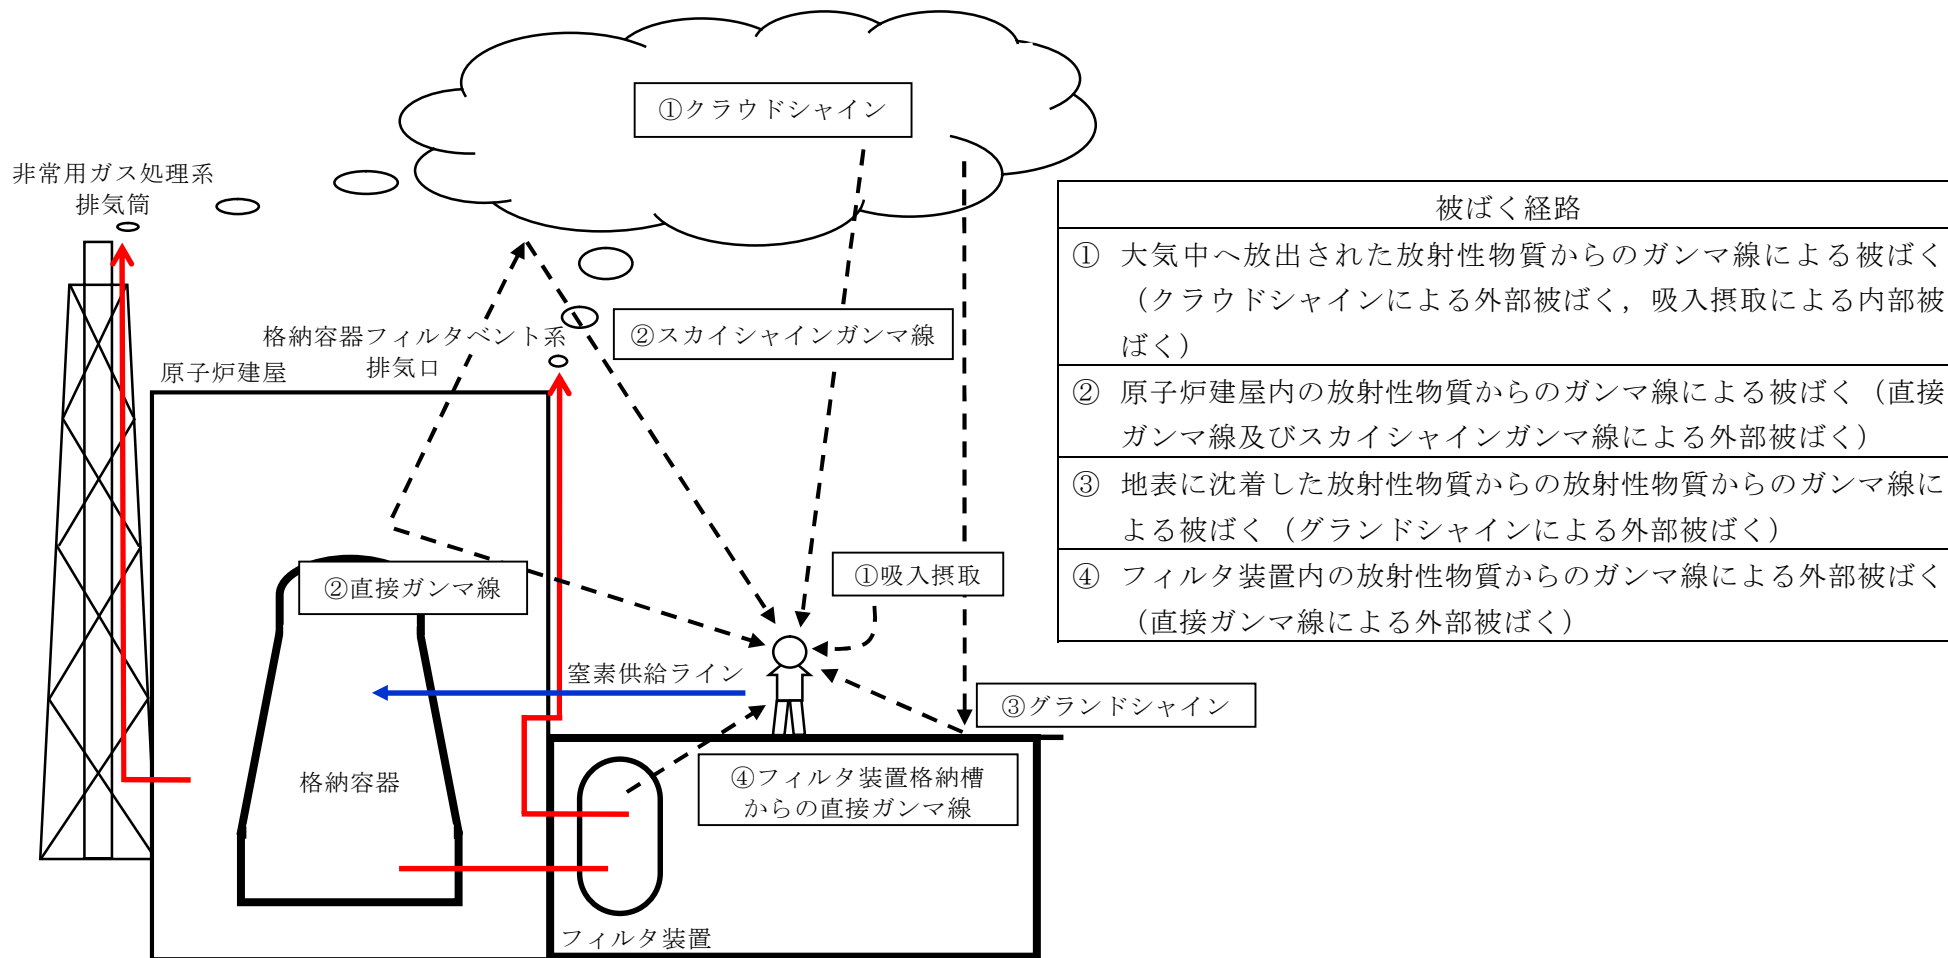 ①クラウドシャイン
非常用ガス処理系
排気筒
格納容器フィルタベント系
排気口
原子炉建屋
②スカイシャインガンマ線
①吸入摂取
②直接ガンマ線
窒素供給ライン
③グランドシャイン
格納容器
④フィルタ装置格納槽
からの直接ガンマ線
フィルタ装置
被ばく経路
① 大気中へ放出された放射性物質からのガンマ線による被ばく
（クラウドシャインによる外部被ばく，吸入摂取による内部被
ばく）
② 原子炉建屋内の放射性物質からのガンマ線による被ばく（直接
ガンマ線及びスカイシャインガンマ線による外部被ばく）
③ 地表に沈着した放射性物質からの放射性物質からのガンマ線に
よる被ばく（グランドシャインによる外部被ばく）
④ フィルタ装置内の放射性物質からのガンマ線による外部被ばく
（直接ガンマ線による外部被ばく）